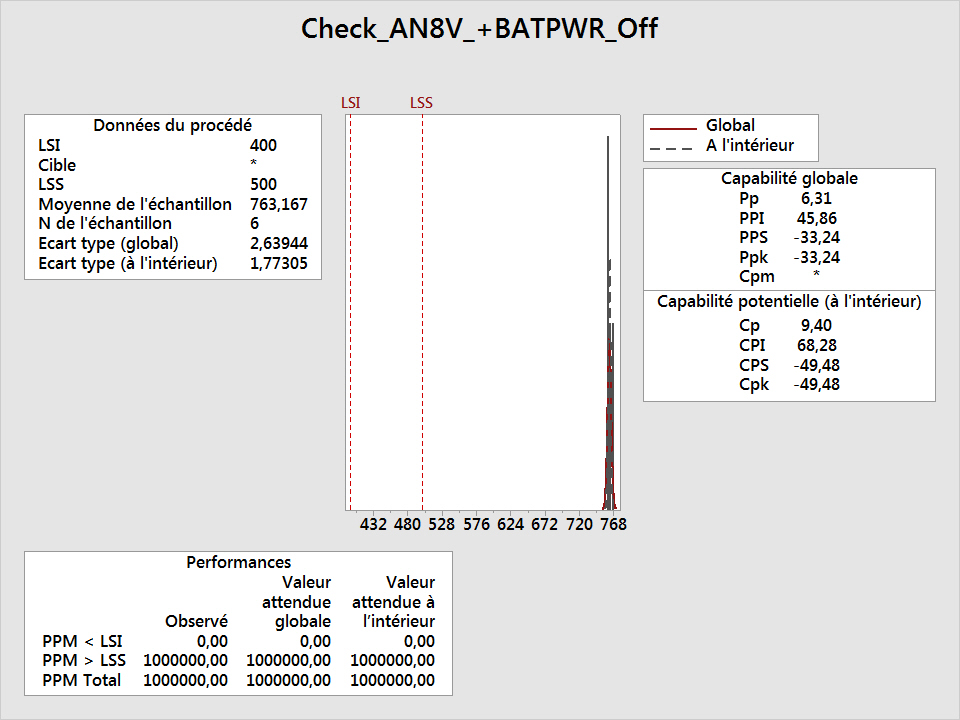 Check_AN8V_+BATPWR_Off
LSI LSS
Données du procédé
LSI 400
Cible *
LSS 500
Moyenne de l'échantillon 763,167
N de l'échantillon 6
Ecart type (global) 2,63944
Ecart type (à l'intérieur) 1,77305
Global
A l'intérieur
Capabilité globale
Pp 6,31
PPI 45,86
PPS -33,24
Ppk -33,24
Cpm *
Capabilité potentielle (à l'intérieur)
Cp 9,40
CPI 68,28
CPS -49,48
Cpk -49,48
432 480 528 576 624 672 720 768
Performances
Valeur Valeur
attendue attendue à
Observé globale l'intérieur
PPM < LSI 0,00 0,00 0,00
PPM > LSS 1000000,00 1000000,00 1000000,00
PPM Total 1000000,00 1000000,00 1000000,00